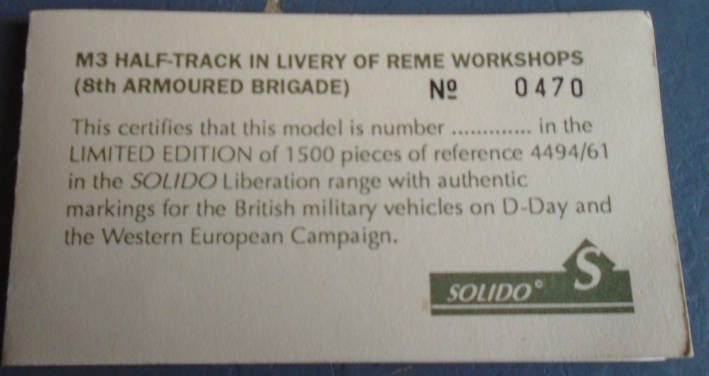 M3 HALF-TRACK IN LIVERY OF REME WORKSHOPS
(8th ARMOURED BRIGADE) Nº 0470
This certifies that this model is number ............. in the
LIMITED EDITION of 1500 pieces of reference 4494/61
in the SOLIDO Liberation range with authentic
markings for the British military vehicles on D-Day and
the Western European Campaign.
S
SOLIDO®